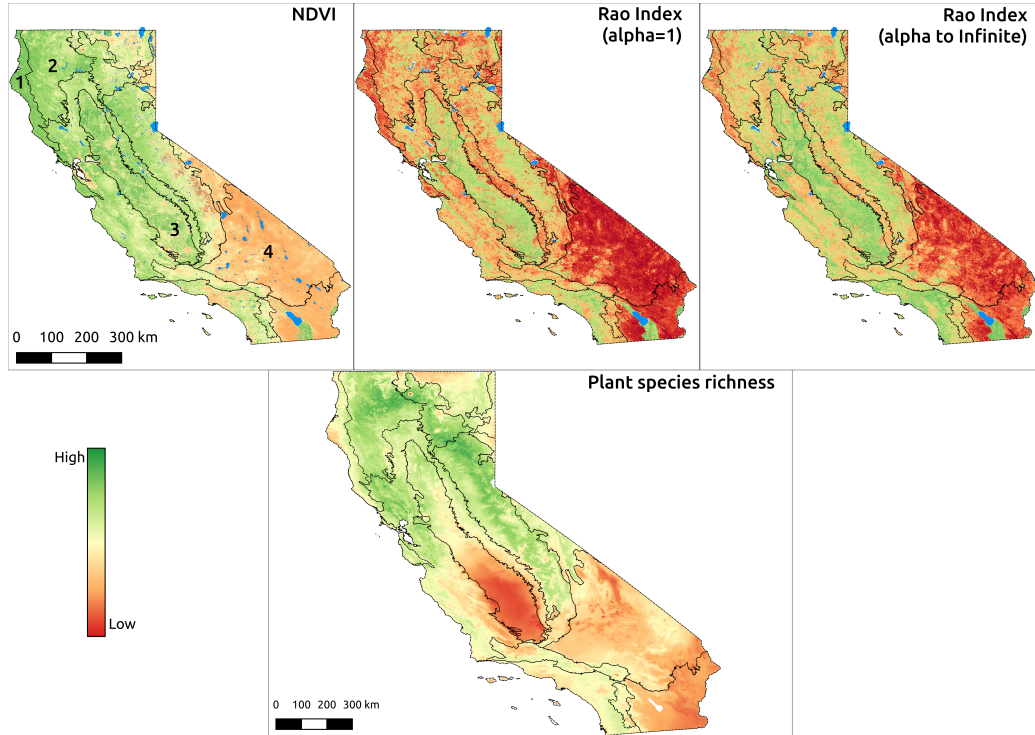 NDVI
Rao Index
(alpha=1)
Rao Index
(alpha to Infinite)
1
2
3
4
0 100 200 300 km
Plant species richness
High
Low
0 100 200 300 km